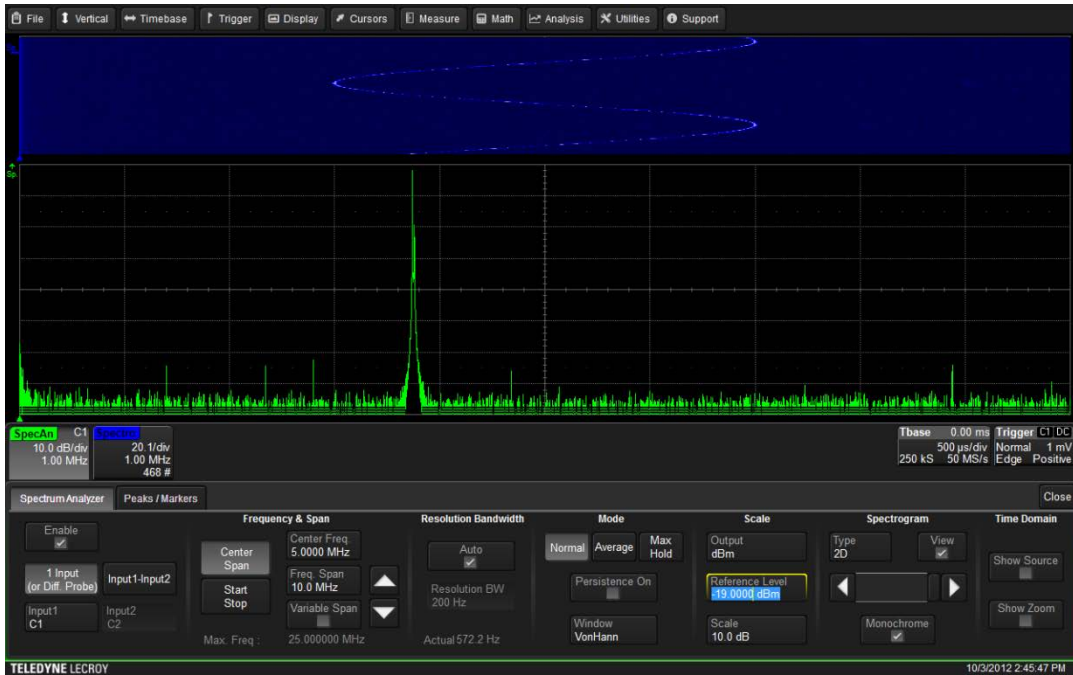 File Vertical Timebase Trigger Display Cursors Measure Math Analysis Utilities Support
Sp.
SpecAn C1
10.0 dB/div
1.00 MHz
Spectro
20.1/div
1.00 MHz
468 #
Tbase 0.00 ms
500 µs/div
250 kS 50 MS/s
Trigger C1 DC
Normal 1 mV
Edge Positive
Spectrum Analyzer Peaks / Markers Close
Enable
1 Input
(or Diff. Probe)
Input1-Input2
Input1
C1
Input2
C2
Frequency & Span
Center
Span
Start
Stop
Center Freq.
5.0000 MHz
Freq. Span
10.0 MHz
Variable Span
Max. Freq : 25.000000 MHz
Resolution Bandwidth
Auto
Resolution BW
200 Hz
Actual 572.2 Hz
Mode
Normal Average Max
Hold
Persistence On
Window
VonHann
Scale
Output
dBm
Reference Level
-19.0000 dBm
Scale
10.0 dB
Spectrogram
Type
2D
View
Monochrome
Time Domain
Show Source
Show Zoom
TELEDYNE LECROY 10/3/2012 2:45:47 PM